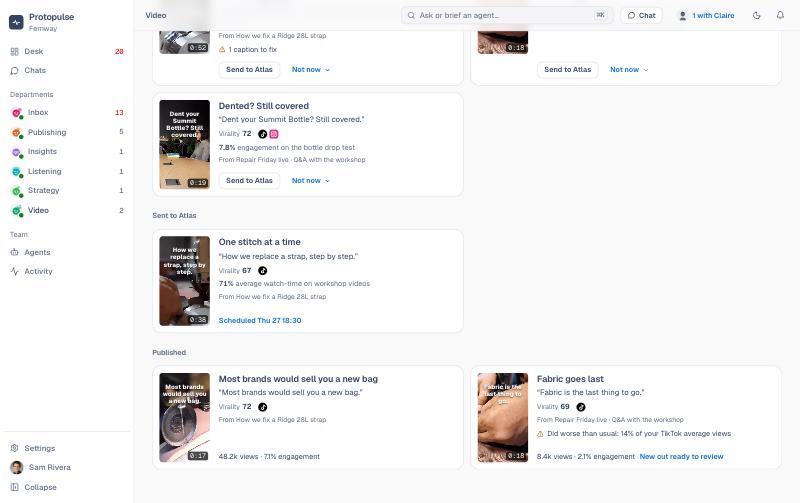 Protopulse
Fernway
Desk 20
Chats
Departments
Inbox 13
Publishing 5
Insights 1
Listening 1
Strategy 1
Video 2
Team
Agents
Activity
Settings
Sam Rivera
Collapse
Video
Ask or brief an agent…
⌘K
Chat
1 with Claire
0:52
From How we fix a Ridge 28L strap
1 caption to fix
Send to Atlas
Not now
0:18
Send to Atlas
Not now
Dent your
Summit
Bottle? Still
covered.
0:19
Dented? Still covered
“Dent your Summit Bottle? Still covered.”
Virality 72
7.8% engagement on the bottle drop test
From Repair Friday live · Q&A with the workshop
Send to Atlas
Not now
Sent to Atlas
How we
replace a
strap, step by
step.
0:38
One stitch at a time
“How we replace a strap, step by step.”
Virality 67
71% average watch-time on workshop videos
From How we fix a Ridge 28L strap
Scheduled Thu 27 18:30
Published
Most brands
would sell you
a new bag.
0:17
Most brands would sell you a new bag
“Most brands would sell you a new bag.”
Virality 72
From How we fix a Ridge 28L strap
48.2k views · 7.1% engagement
Fabric is the
last thing to
go.
0:18
Fabric goes last
“Fabric is the last thing to go.”
Virality 69
From Repair Friday live · Q&A with the workshop
Did worse than usual: 14% of your TikTok average views
8.4k views · 2.1% engagement New cut ready to review